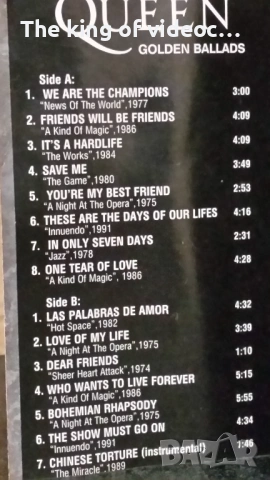 The king of videoc...
QUEEN
GOLDEN BALLADS
Side A:
1. WE ARE THE CHAMPIONS 3:00
"News Of The World",1977
2. FRIENDS WILL BE FRIENDS 4:09
"A Kind Of Magic",1986
3. IT'S A HARDLIFE 4:09
"The Works",1984
4. SAVE ME 3:49
"The Game",1980
5. YOU'RE MY BEST FRIEND 2:53
"A Night At The Opera",1975
6. THESE ARE THE DAYS OF OUR LIFES 4:16
"Innuendo",1991
7. IN ONLY SEVEN DAYS 2:31
"Jazz",1978
8. ONE TEAR OF LOVE 4:28
"A Kind Of Magic", 1986
Side B:
1. LAS PALABRAS DE AMOR 4:32
"Hot Space",1982
2. LOVE OF MY LIFE 3:39
"A Night At The Opera",1975
3. DEAR FRIENDS 1:10
"Sheer Heart Attack",1974
4. WHO WANTS TO LIVE FOREVER 5:15
"A Kind Of Magic", 1986
5. BOHEMIAN RHAPSODY 5:55
"A Night At The Opera",1975
6. THE SHOW MUST GO ON 4:34
"Innuendo",1991
7. CHINESE TORTURE (instrumental) 1:46
"The Miracle",1989
BAZAR